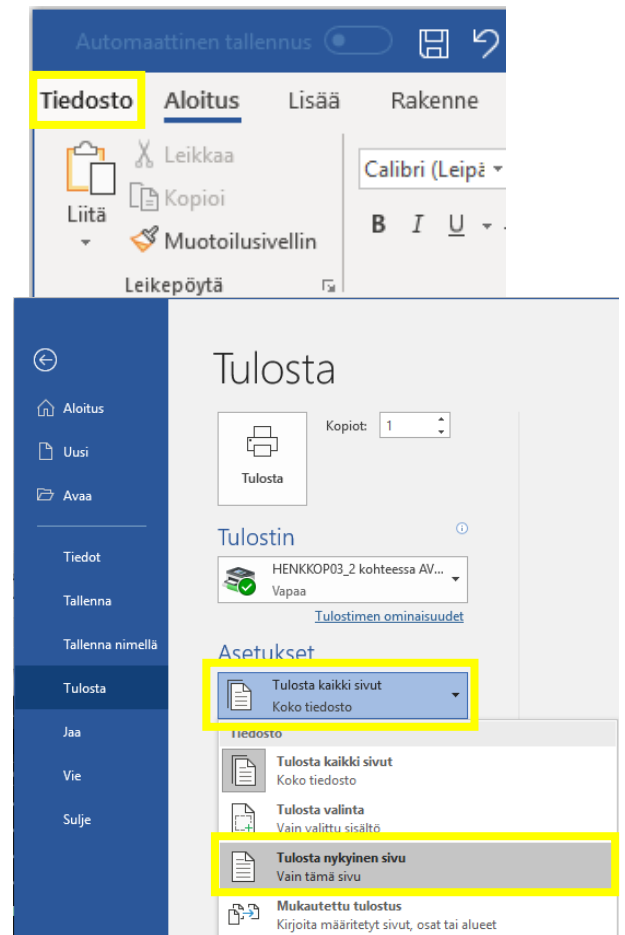 Automaattinen tallennus
Tiedosto Aloitus Lisää Rakenne
Liitä
Leikkaa
Kopioi
Muotoilusivellin
Leikepöytä
Calibri (Leipä
B I U
Tulosta
Aloitus
Uusi
Avaa
Tiedot
Tallenna
Tallenna nimellä
Tulosta
Jaa
Vie
Sulje
Tulosta
Kopiot: 1
Tulostin
HENKKOP03_2 kohteessa AV...
Vapaa
Tulostimen ominaisuudet
Asetukset
Tulosta kaikki sivut
Koko tiedosto
Tiedosto
Tulosta kaikki sivut
Koko tiedosto
Tulosta valinta
Vain valittu sisältö
Tulosta nykyinen sivu
Vain tämä sivu
Mukautettu tulostus
Kirjoita määritetyt sivut, osat tai alueet